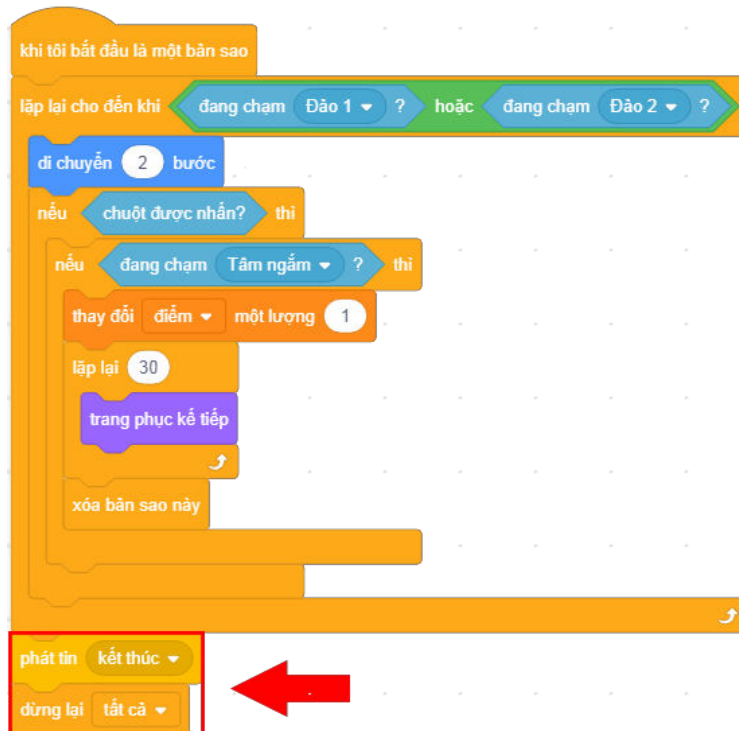 khi tôi bắt đầu là một bản sao
lặp lại cho đến khi đang chạm Đảo 1 ? hoặc đang chạm Đảo 2 ?
di chuyển 2 bước
nếu chuột được nhấn? thì
nếu đang chạm Tâm ngắm ? thì
thay đổi điểm một lượng 1
lặp lại 30
trang phục kế tiếp
xóa bản sao này
phát tin kết thúc
dừng lại tất cả